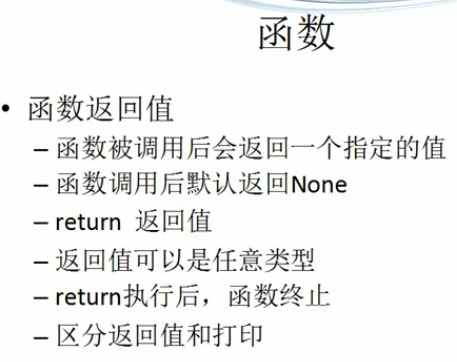 函数
• 函数返回值
– 函数被调用后会返回一个指定的值
– 函数调用后默认返回None
– return 返回值
– 返回值可以是任意类型
– return执行后，函数终止
– 区分返回值和打印